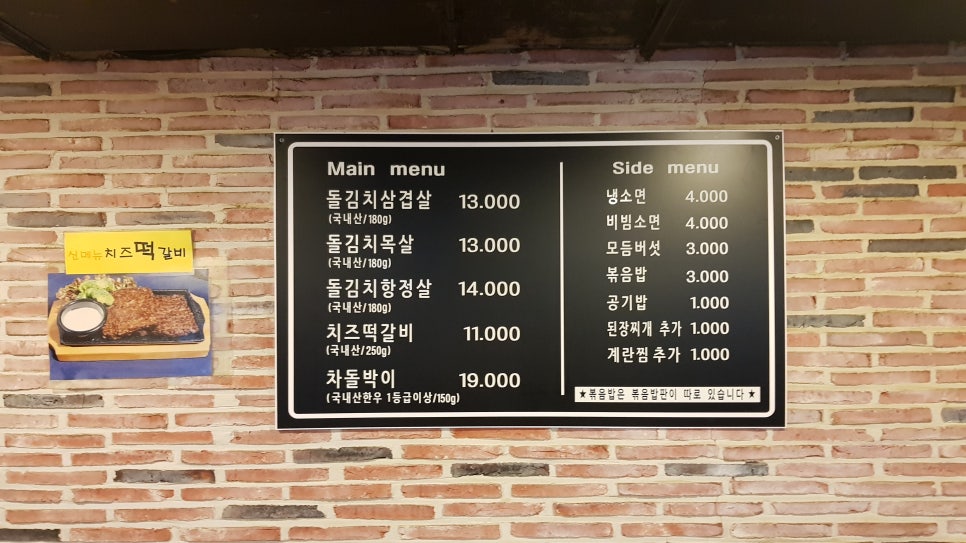 신메뉴 치즈떡갈비
Main menu
돌김치삼겹살 13.000
(국내산/180g)
돌김치목살 13.000
(국내산/180g)
돌김치항정살 14.000
(국내산/180g)
치즈떡갈비 11.000
(국내산/250g)
차돌박이 19.000
(국내산한우 1등급이상/150g)
Side menu
냉소면 4.000
비빔소면 4.000
모듬버섯 3.000
볶음밥 3.000
공기밥 1.000
된장찌개 추가 1.000
계란찜 추가 1.000
★볶음밥은 볶음밥판이 따로 있습니다★